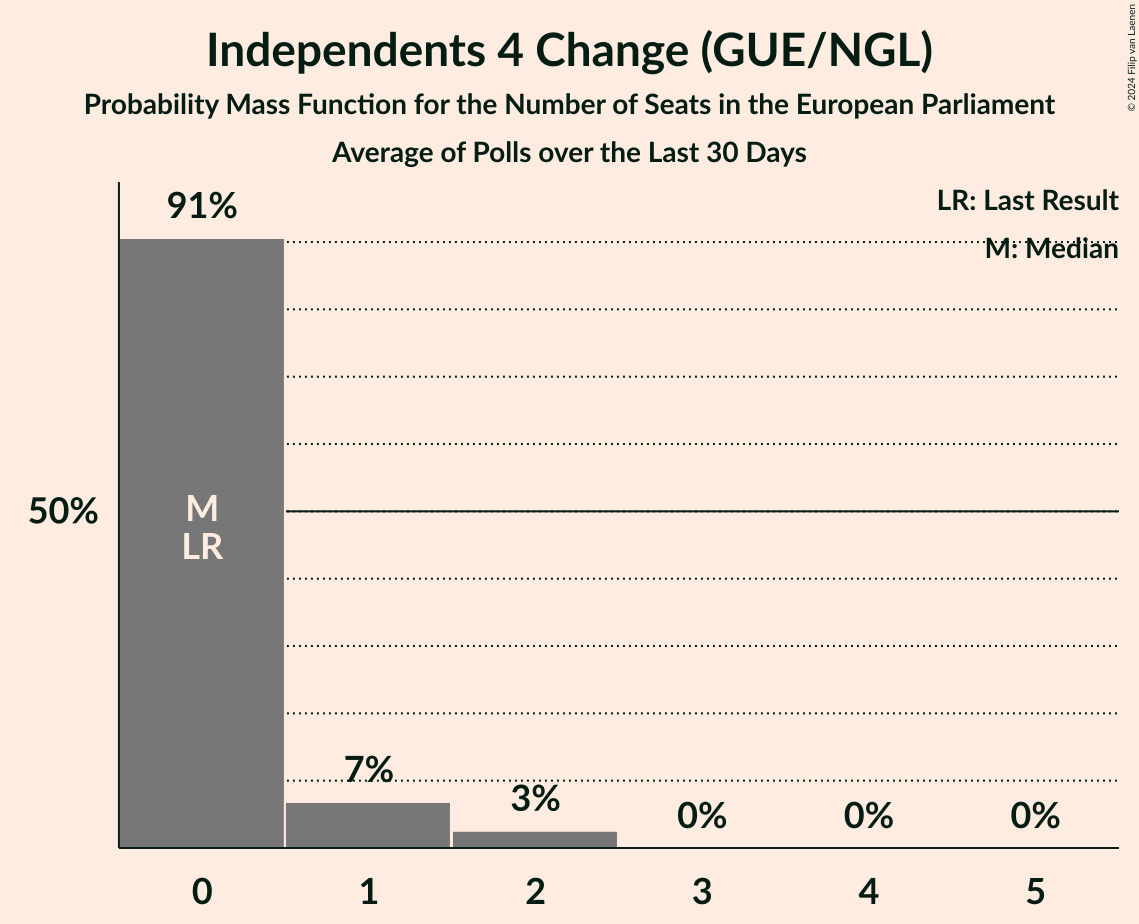 Independents 4 Change (GUE/NGL)
Probability Mass Function for the Number of Seats in the European Parliament
Average of Polls over the Last 30 Days
© 2024 Filip van Laenen
LR: Last Result
M: Median
91%
50%
M
LR
7%
3%
0%
0%
0%
0
1
2
3
4
5